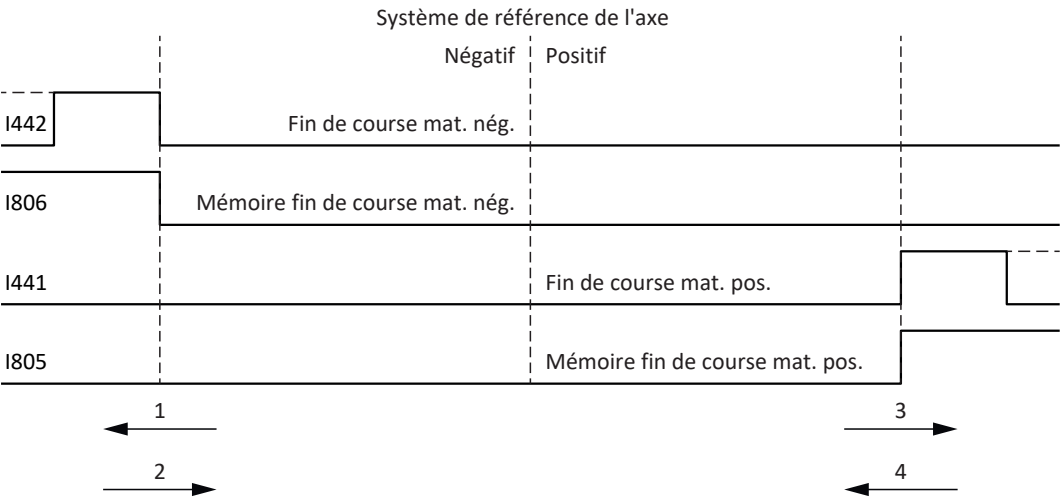 Système de référence de l'axe
Négatif Positif
I442 Fin de course mat. nég.
I806 Mémoire fin de course mat. nég.
I441 Fin de course mat. pos.
I805 Mémoire fin de course mat. pos.
1 3
2 4